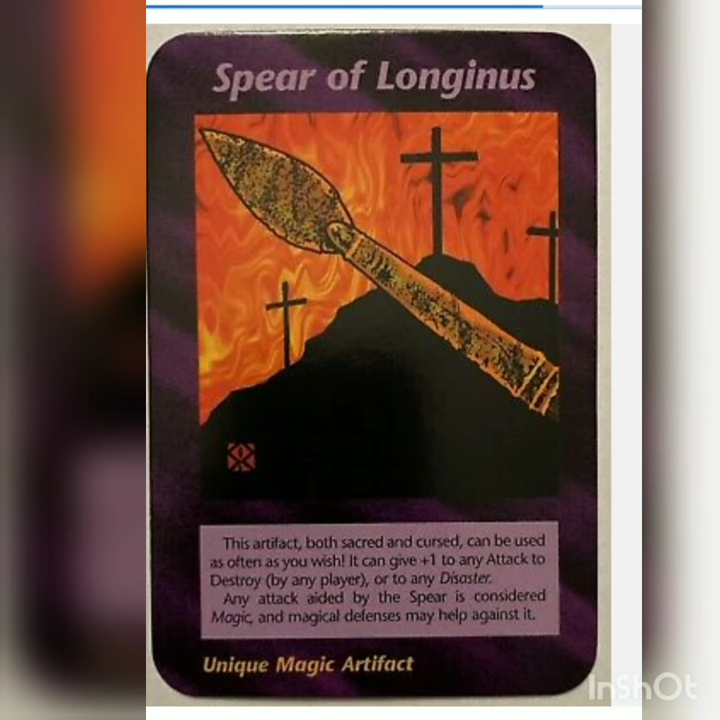 Spear of Longinus
This artifact, both sacred and cursed, can be used
as often as you wish! It can give +1 to any Attack to
Destroy (by any player), or to any Disaster.
Any attack aided by the Spear is considered
Magic, and magical defenses may help against it.
Unique Magic Artifact
InShOt